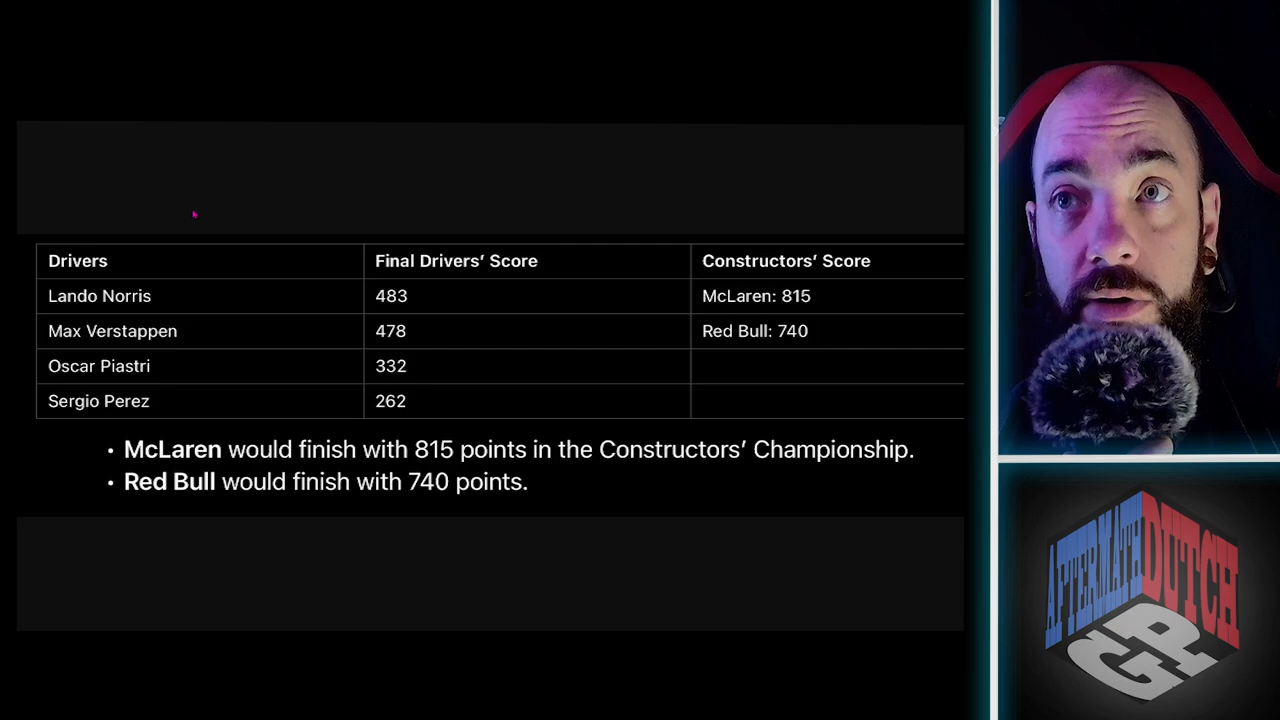 Drivers Final Drivers’ Score Constructors’ Score
Lando Norris 483 McLaren: 815
Max Verstappen 478 Red Bull: 740
Oscar Piastri 332
Sergio Perez 262
• McLaren would finish with 815 points in the Constructors’ Championship.
• Red Bull would finish with 740 points.
AFTERMATH
DUTCH
GP